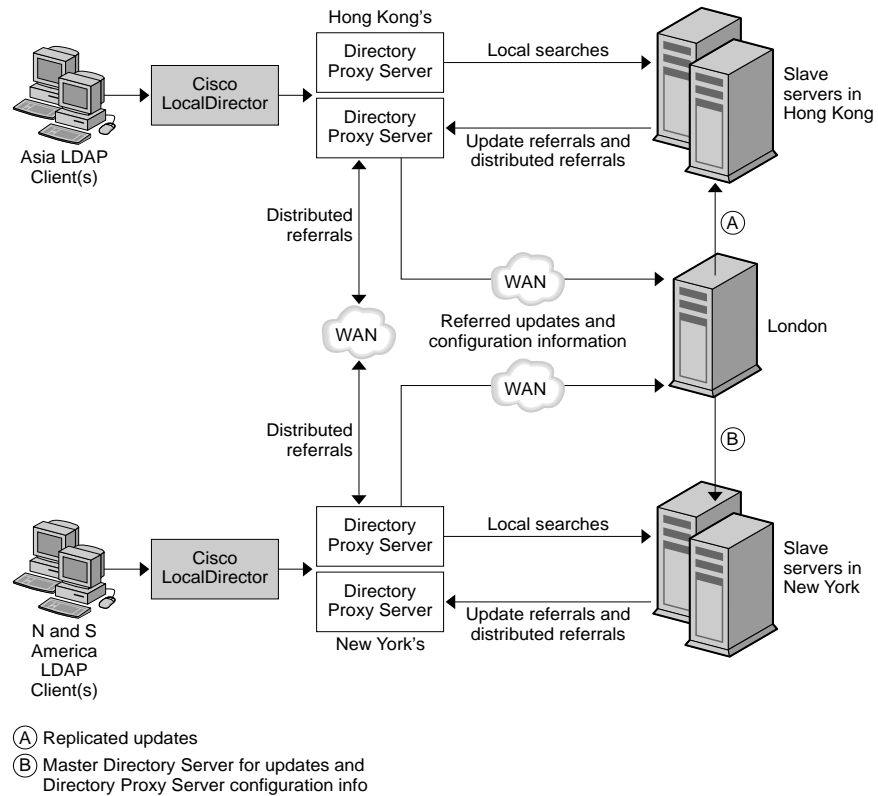 Hong Kong's
Directory
Proxy Server
Local searches
Cisco
LocalDirector
Slave
servers in
Hong Kong
Directory
Proxy Server
Update referrals and
distributed referrals
Asia LDAP
Client(s)
Distributed
referrals
A
WAN
WAN
Referred updates and
configuration information
London
WAN
Distributed
referrals
B
Directory
Proxy Server
Local searches
Cisco
LocalDirector
Slave
servers in
New York
Directory
Proxy Server
Update referrals and
distributed referrals
New York's
N and S
America
LDAP
Client(s)
A Replicated updates
B Master Directory Server for updates and
Directory Proxy Server configuration info